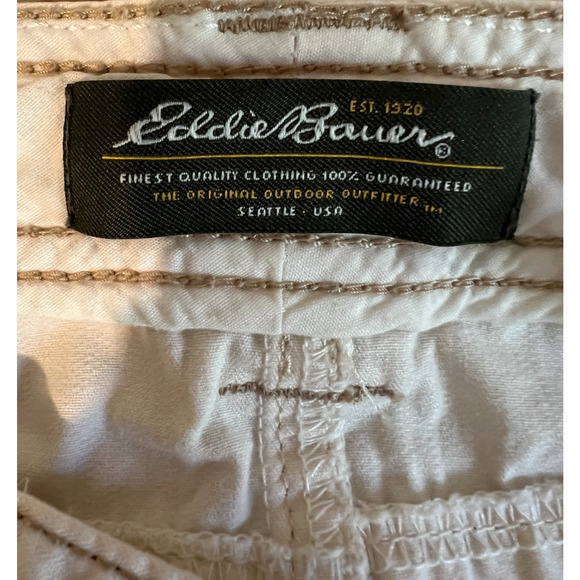 EST. 1920
Eddie Bauer®
FINEST QUALITY CLOTHING 100% GUARANTEED
THE ORIGINAL OUTDOOR OUTFITTER™
SEATTLE · USA